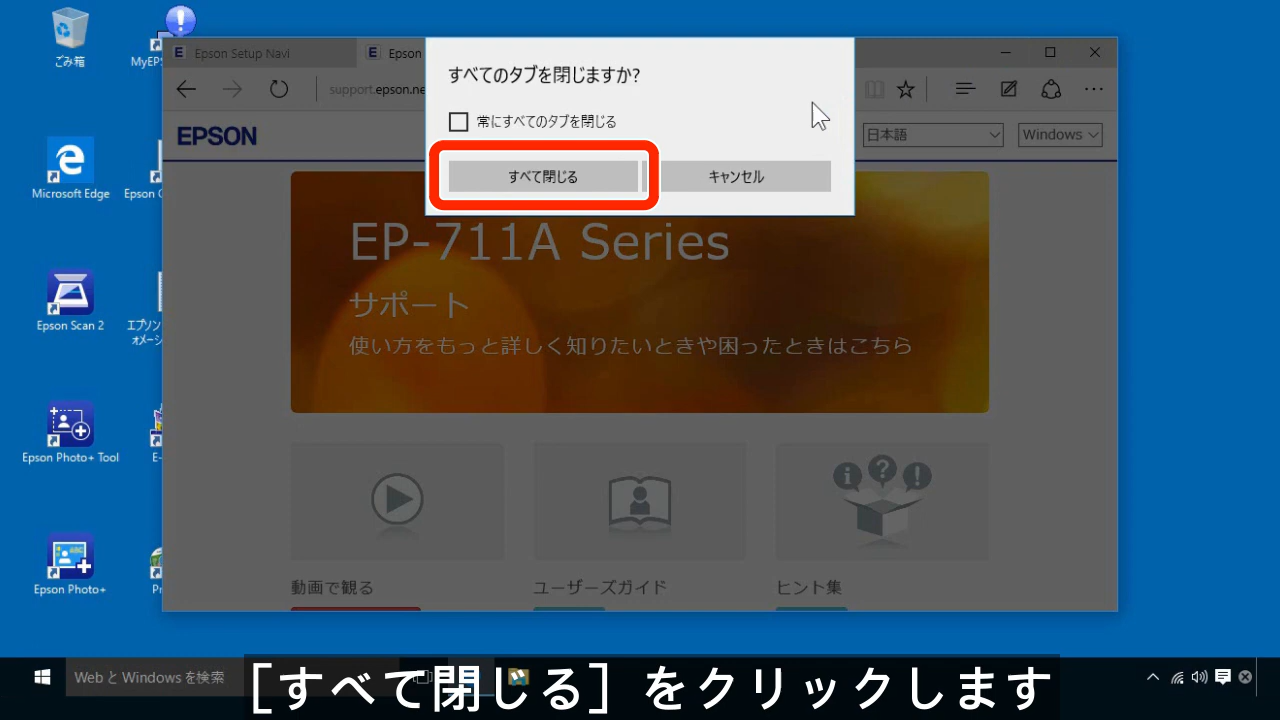 ごみ箱
MyEPS
Microsoft Edge
Epson
Epson Scan 2
エプソン
オメーシ
Epson Photo+ Tool
E-
Epson Photo+
Pr
Epson Setup Navi
Epson
support.epson.ne
すべてのタブを閉じますか?
常にすべてのタブを閉じる
すべて閉じる
キャンセル
EPSON
日本語
Windows
EP-711A Series
サポート
使い方をもっと詳しく知りたいときや困ったときはこちら
動画で観る
ユーザーズガイド
ヒント集
Web と Windows を検索
［すべて閉じる］をクリックします